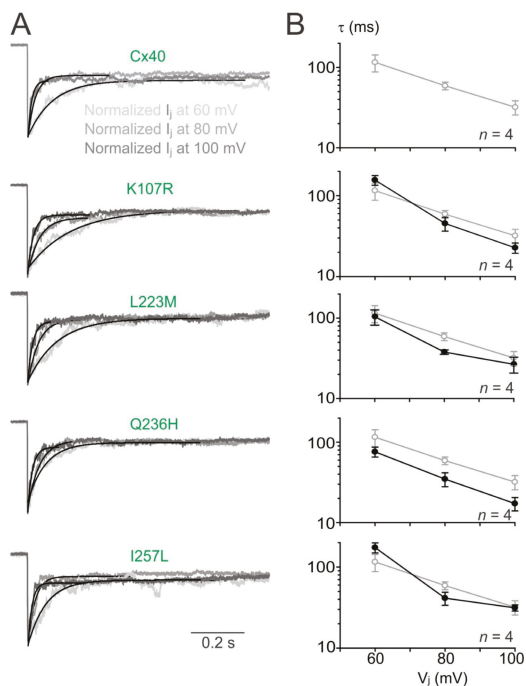 A
Cx40
Normalized Ij at 60 mV
Normalized Ij at 80 mV
Normalized Ij at 100 mV
K107R
L223M
Q236H
I257L
0.2 s
B
τ (ms)
100
10
n = 4
100
10
n = 4
100
10
n = 4
100
10
n = 4
100
10
n = 4
60 80 100
Vj (mV)